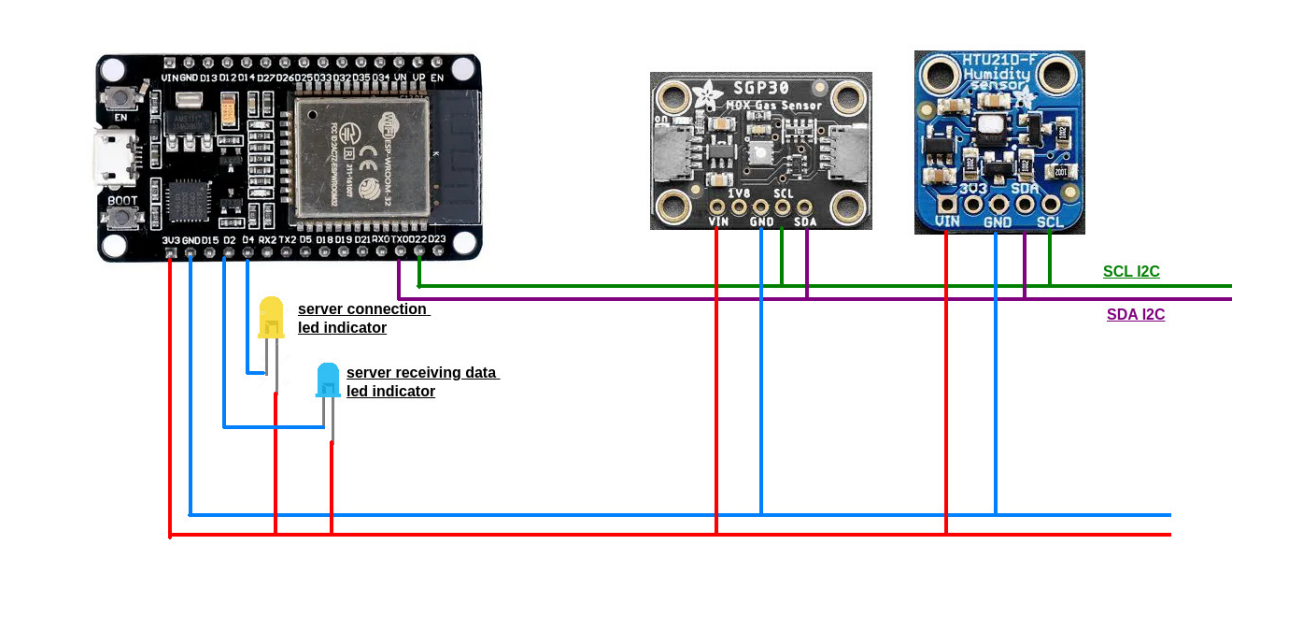 VIN GND D13 D12 D14 D27 D26 D25 D33 D32 D35 D34 VN VP EN
EN
BOOT
WiFi ESP-WROOM-32
CE
R
3V3 GND D15 D2 D4 RX2 TX2 D5 D18 D19 D21 RX0 TX0 D22 D23
SGP30
MOX Gas Sensor
on
1V8 SCL
VIN GND SDA
HTU21D-F
Humidity
sensor
3V3 SDA
VIN GND SCL
SCL I2C
SDA I2C
server connection
led indicator
server receiving data
led indicator